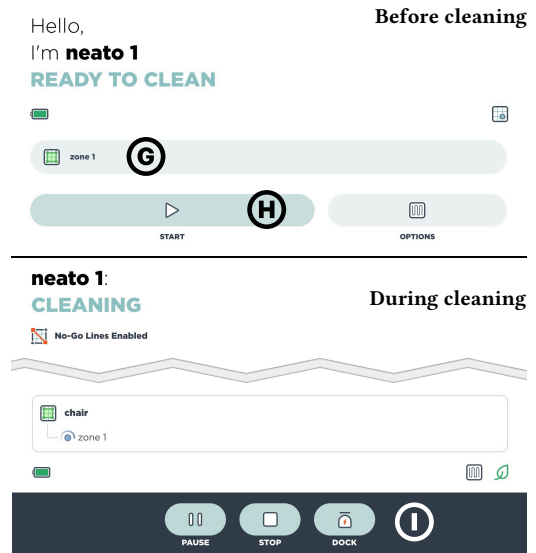 Before cleaning
Hello,
I'm neato 1
READY TO CLEAN
zone 1
G
H
START
OPTIONS
neato 1:
CLEANING
During cleaning
No-Go Lines Enabled
chair
zone 1
I
PAUSE
STOP
DOCK